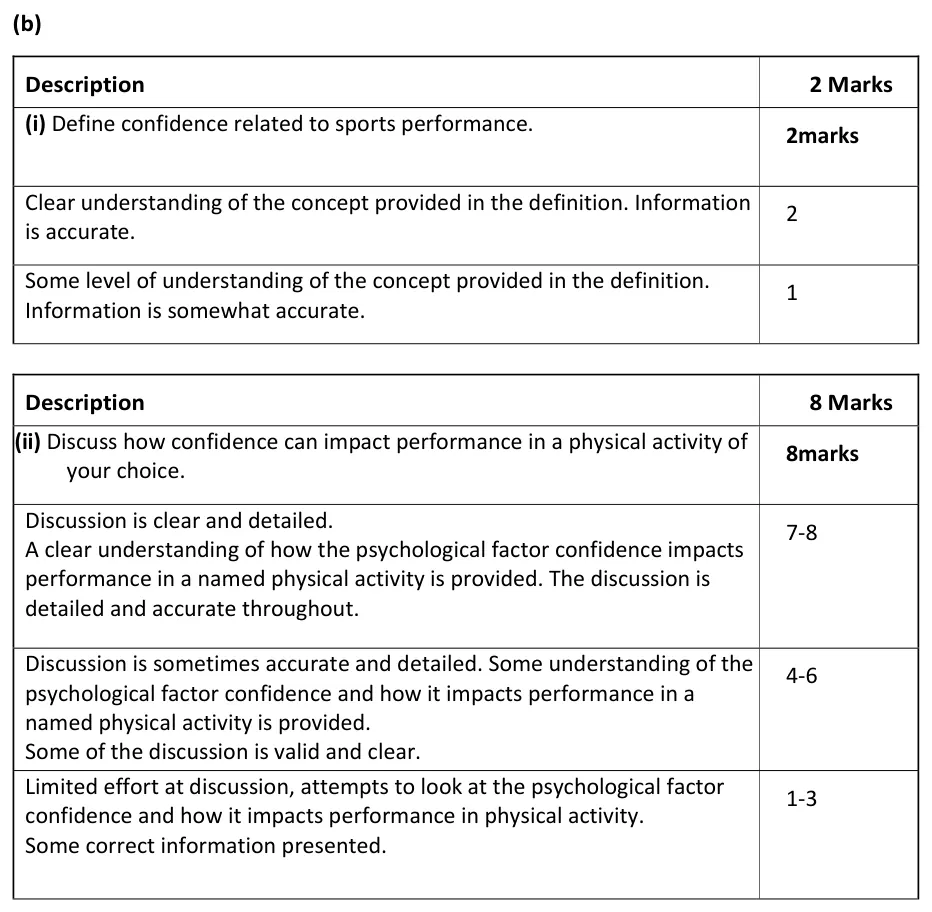 (b)
Description 2 Marks
(i) Define confidence related to sports performance. 2marks
Clear understanding of the concept provided in the definition. Information
is accurate. 2
Some level of understanding of the concept provided in the definition.
Information is somewhat accurate. 1
Description 8 Marks
(ii) Discuss how confidence can impact performance in a physical activity of
your choice. 8marks
Discussion is clear and detailed.
A clear understanding of how the psychological factor confidence impacts
performance in a named physical activity is provided. The discussion is
detailed and accurate throughout. 7-8
Discussion is sometimes accurate and detailed. Some understanding of the
psychological factor confidence and how it impacts performance in a
named physical activity is provided.
Some of the discussion is valid and clear. 4-6
Limited effort at discussion, attempts to look at the psychological factor
confidence and how it impacts performance in physical activity.
Some correct information presented. 1-3